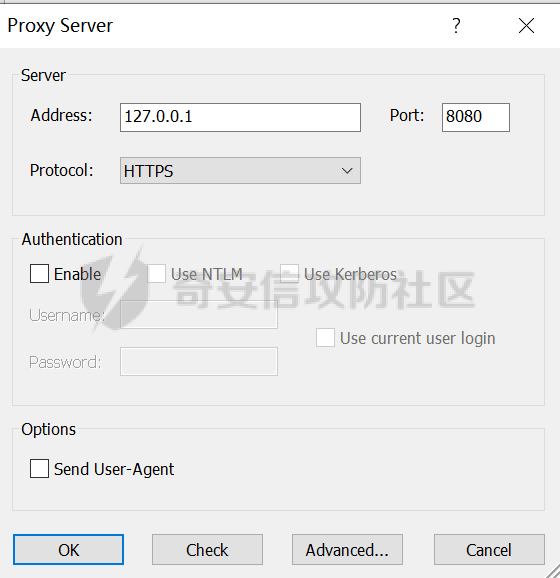 Proxy Server
?
Server
Address: 127.0.0.1 Port: 8080
Protocol: HTTPS
Authentication
Enable Use NTLM Use Kerberos
奇安信攻防社区
Username:
Use current user login
Password:
Options
Send User-Agent
OK Check Advanced... Cancel